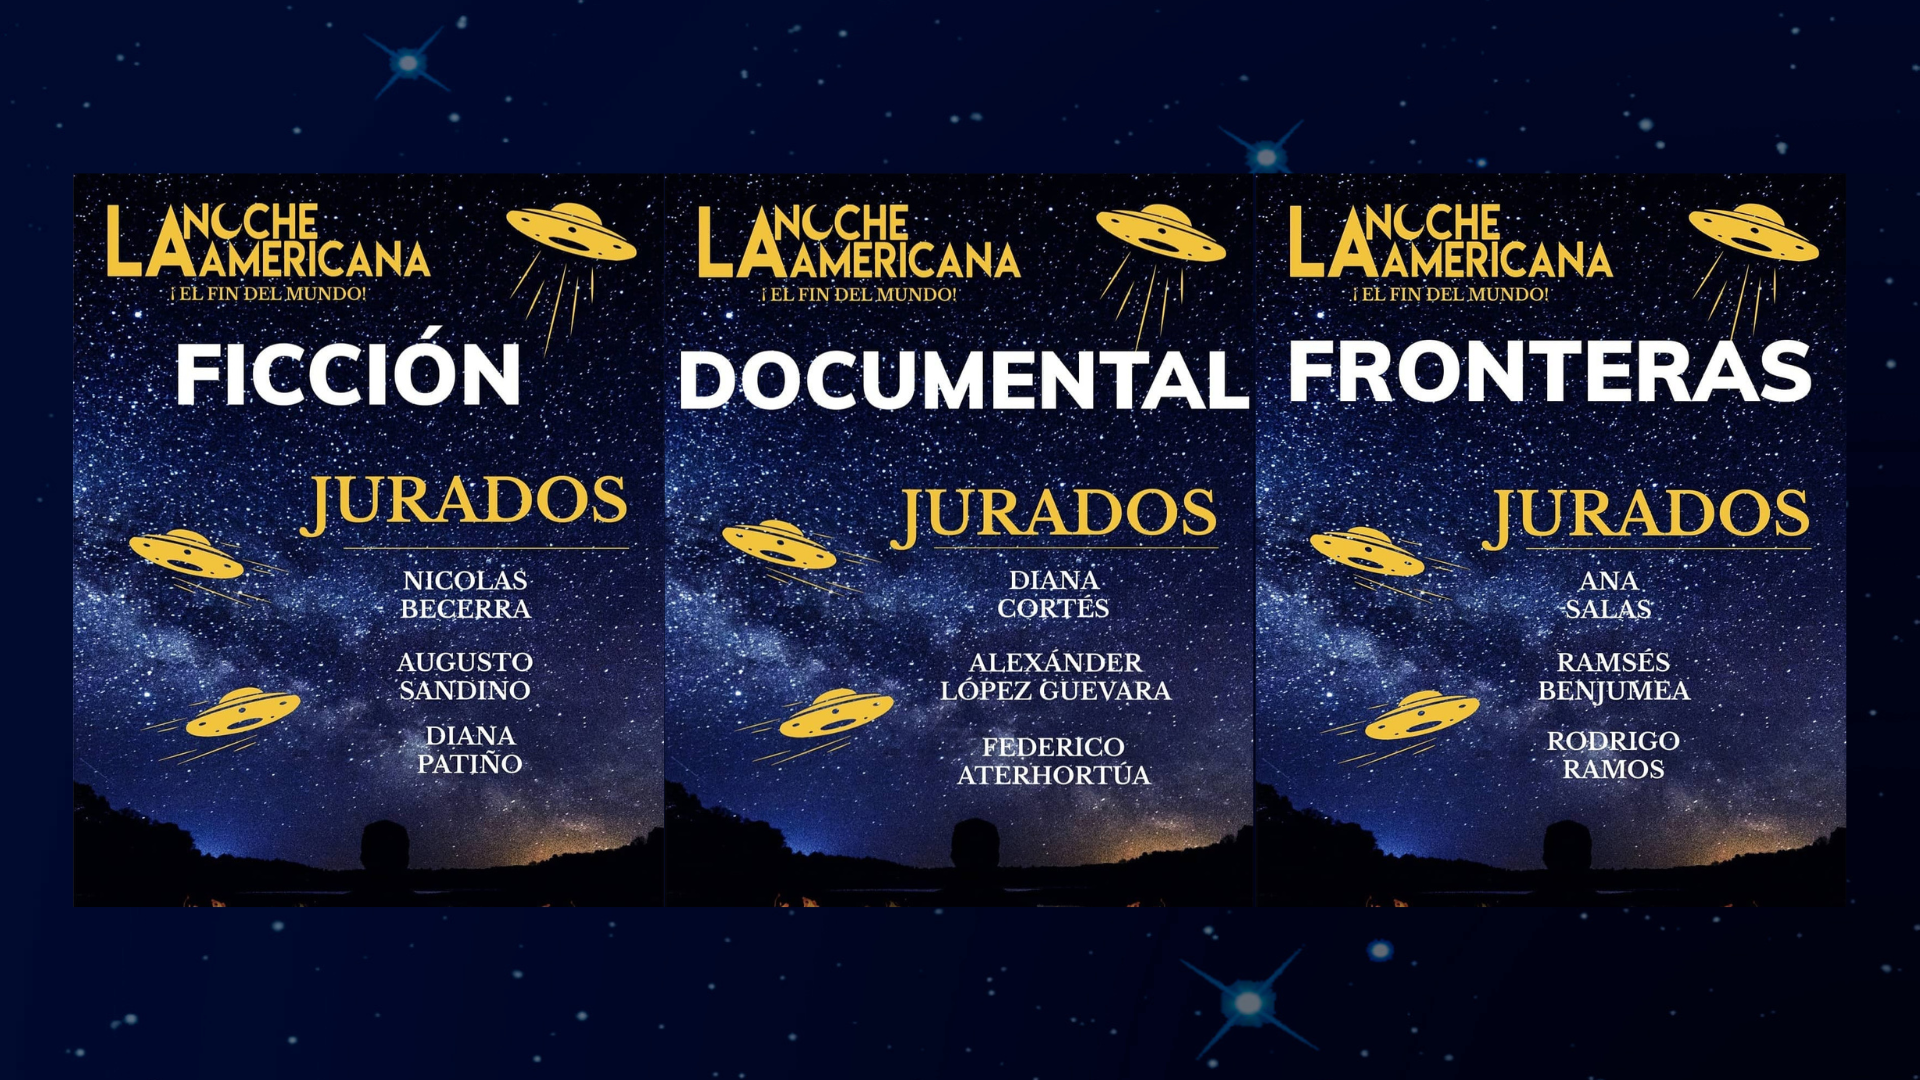 LA NOCHE
AMERICANA
¡EL FIN DEL MUNDO!
FICCIÓN
JURADOS
NICOLAS
BECERRA
AUGUSTO
SANDINO
DIANA
PATIÑO
LA NOCHE
AMERICANA
¡EL FIN DEL MUNDO!
DOCUMENTAL
JURADOS
DIANA
CORTÉS
ALEXÁNDER
LÓPEZ GUEVARA
FEDERICO
ATERHORTÚA
LA NOCHE
AMERICANA
¡EL FIN DEL MUNDO!
FRONTERAS
JURADOS
ANA
SALAS
RAMSÉS
BENJUMEA
RODRIGO
RAMOS